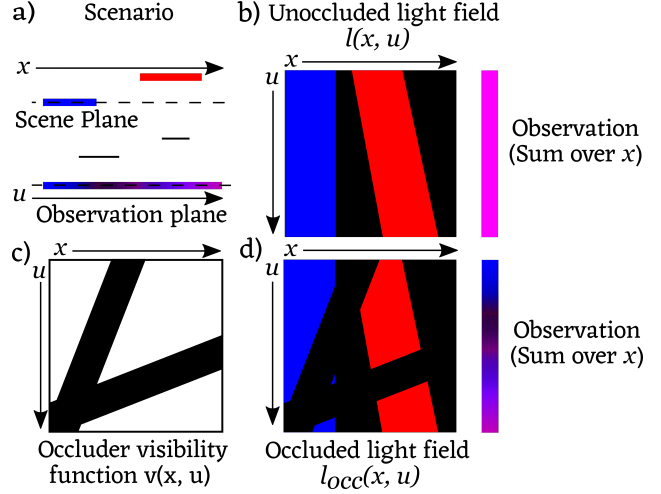 a)
Scenario
x
Scene Plane
u
Observation plane
b)
Unoccluded light field
l(x, u)
x
u
Observation
(Sum over x)
c)
x
u
Occluder visibility
function v(x, u)
d)
x
u
Observation
(Sum over x)
Occluded light field
locc(x, u)